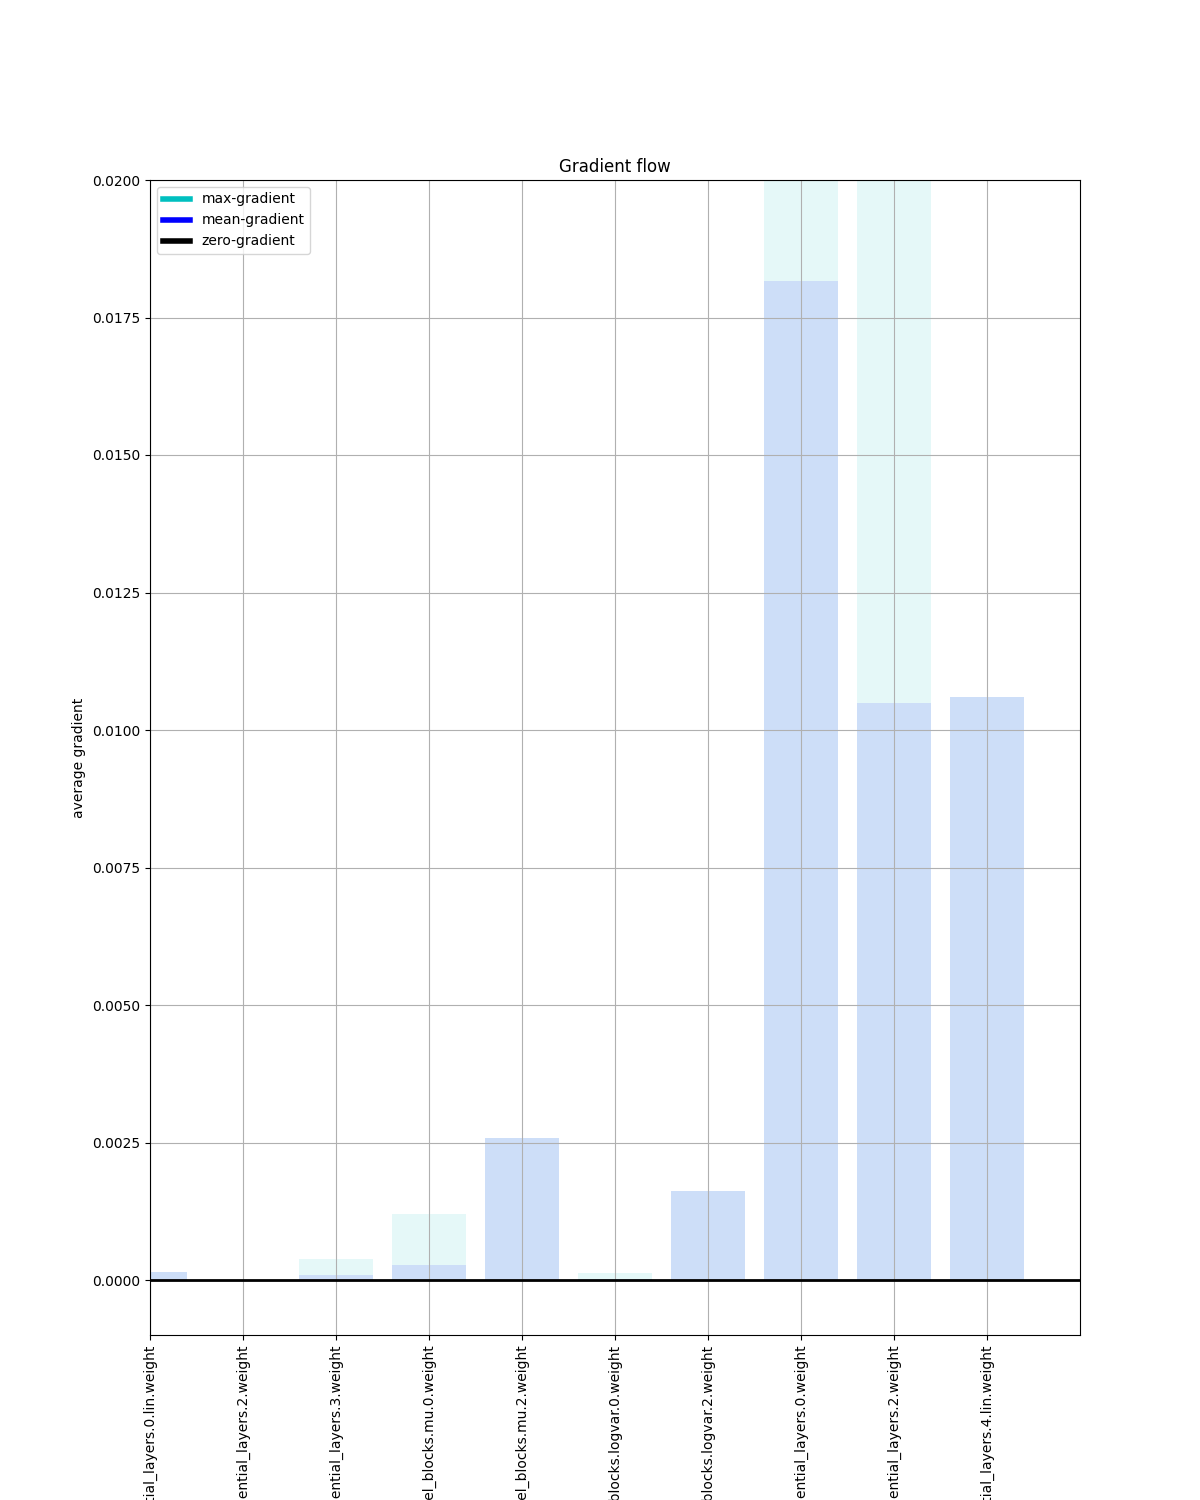 Gradient flow
max-gradient
mean-gradient
zero-gradient
0.0200
0.0175
0.0150
0.0125
0.0100
0.0075
0.0050
0.0025
0.0000
average gradient
tial_layers.0.lin.weight
ential_layers.2.weight
ential_layers.3.weight
el_blocks.mu.0.weight
el_blocks.mu.2.weight
blocks.logvar.0.weight
blocks.logvar.2.weight
ential_layers.0.weight
ential_layers.2.weight
tial_layers.4.lin.weight